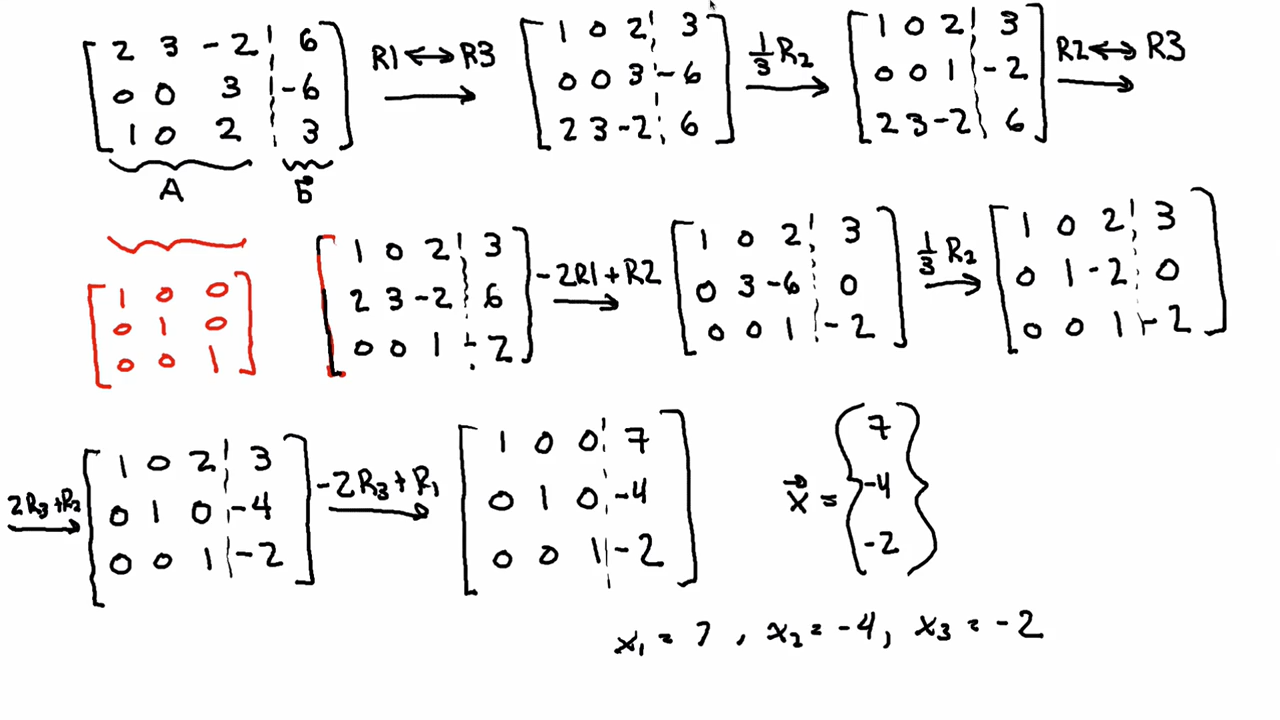 2 3 -2 6 R1 ↔ R3 1 0 2 3 1/3 R2 1 0 2 3 R2 ↔ R3
0 0 3 -6 0 0 3 -6 0 0 1 -2
1 0 2 3 2 3 -2 6 2 3 -2 6
A b
1 0 2 3 -2R1 + R2 1 0 2 3 1/3 R2 1 0 2 3
1 0 0 2 3 -2 6 0 3 -6 0 0 1 -2 0
0 1 0 0 0 1 -2 0 0 1 -2 0 0 1 -2
0 0 1
2R3 + R2 1 0 2 3 -2R3 + R1 1 0 0 7 x = 7
0 1 0 -4 0 1 0 -4 -4
0 0 1 -2 0 0 1 -2 -2
x1 = 7, x2 = -4, x3 = -2